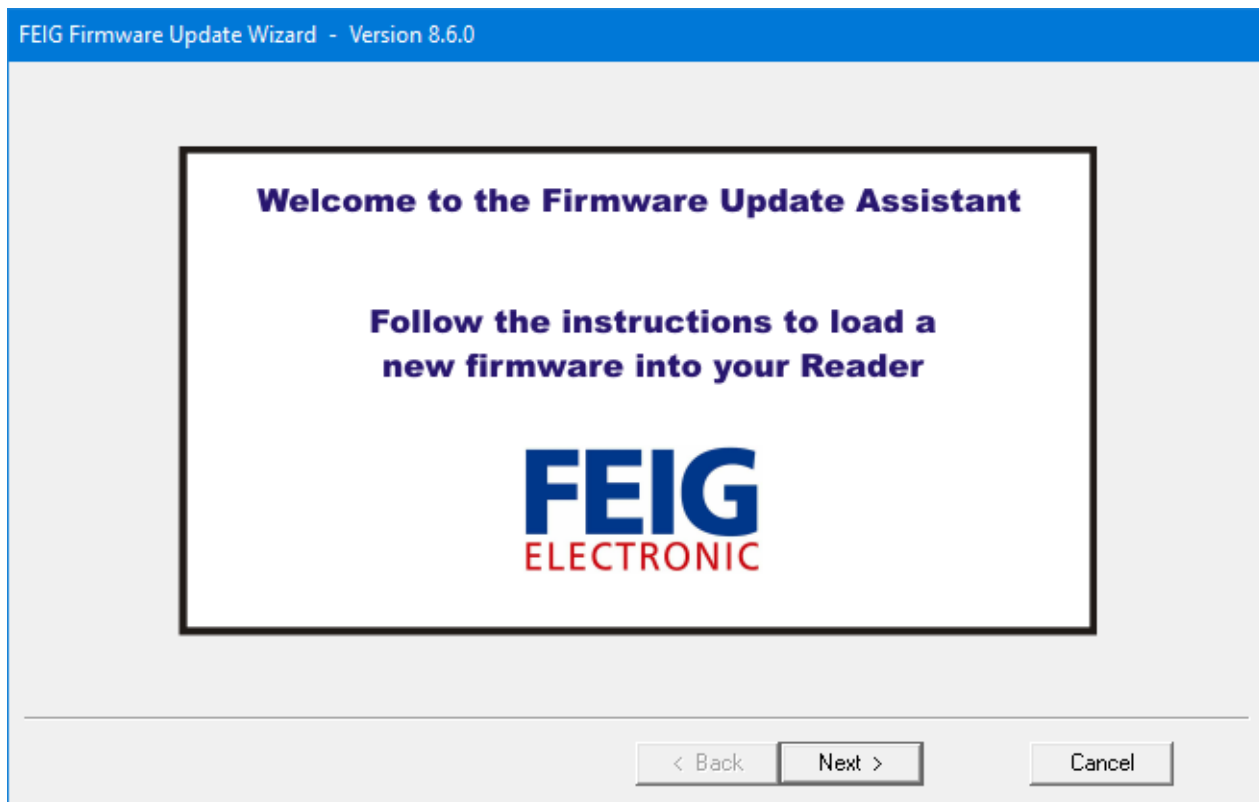 FEIG Firmware Update Wizard - Version 8.6.0
Welcome to the Firmware Update Assistant
Follow the instructions to load a
new firmware into your Reader
FEIG
ELECTRONIC
< Back Next > Cancel